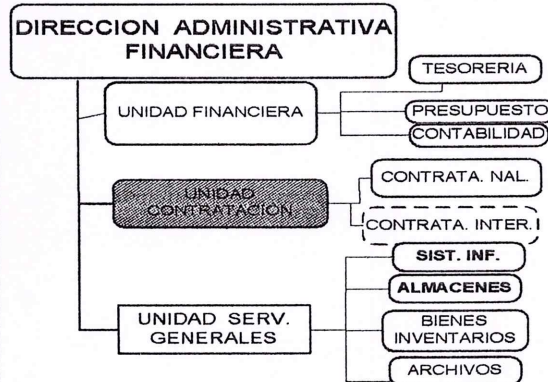 DIRECCION ADMINISTRATIVA
FINANCIERA
TESORERIA
UNIDAD FINANCIERA
PRESUPUESTO
CONTABILIDAD
UNIDAD
CONTRATACION
CONTRATA. NAL.
CONTRATA. INTER.
SIST. INF.
ALMACENES
UNIDAD SERV.
GENERALES
BIENES
INVENTARIOS
ARCHIVOS